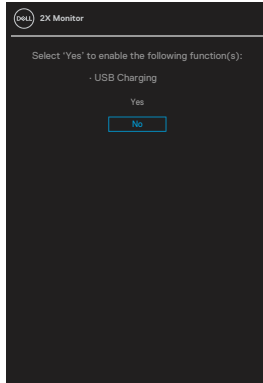 DELL 2X Monitor
Select 'Yes' to enable the following function(s):
· USB Charging
Yes
No